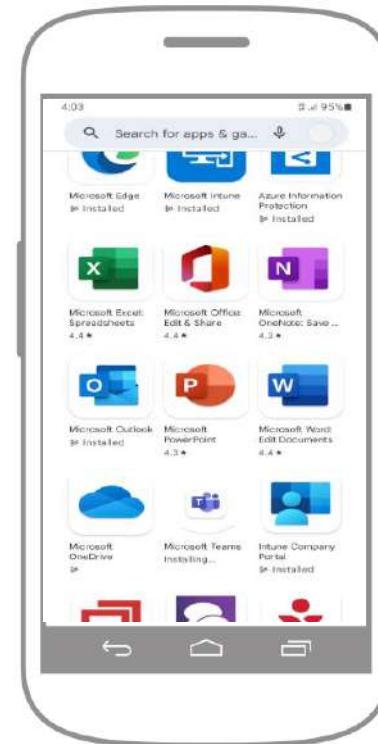 4:03
95%
Search for apps & ga...
Microsoft Edge
Installed
Microsoft Intune
Installed
Azure Information
Protection
Installed
X
N
Microsoft Excel:
Spreadsheets
4.4 ★
Microsoft Office:
Edit & Share
4.4 ★
Microsoft
OneNote: Save ...
4.3 ★
O
P
W
Microsoft Outlook
Installed
Microsoft
PowerPoint
4.3 ★
Microsoft Word:
Edit Documents
4.4 ★
T
Microsoft
OneDrive
Microsoft Teams
Installing...
Intune Company
Portal
Installed